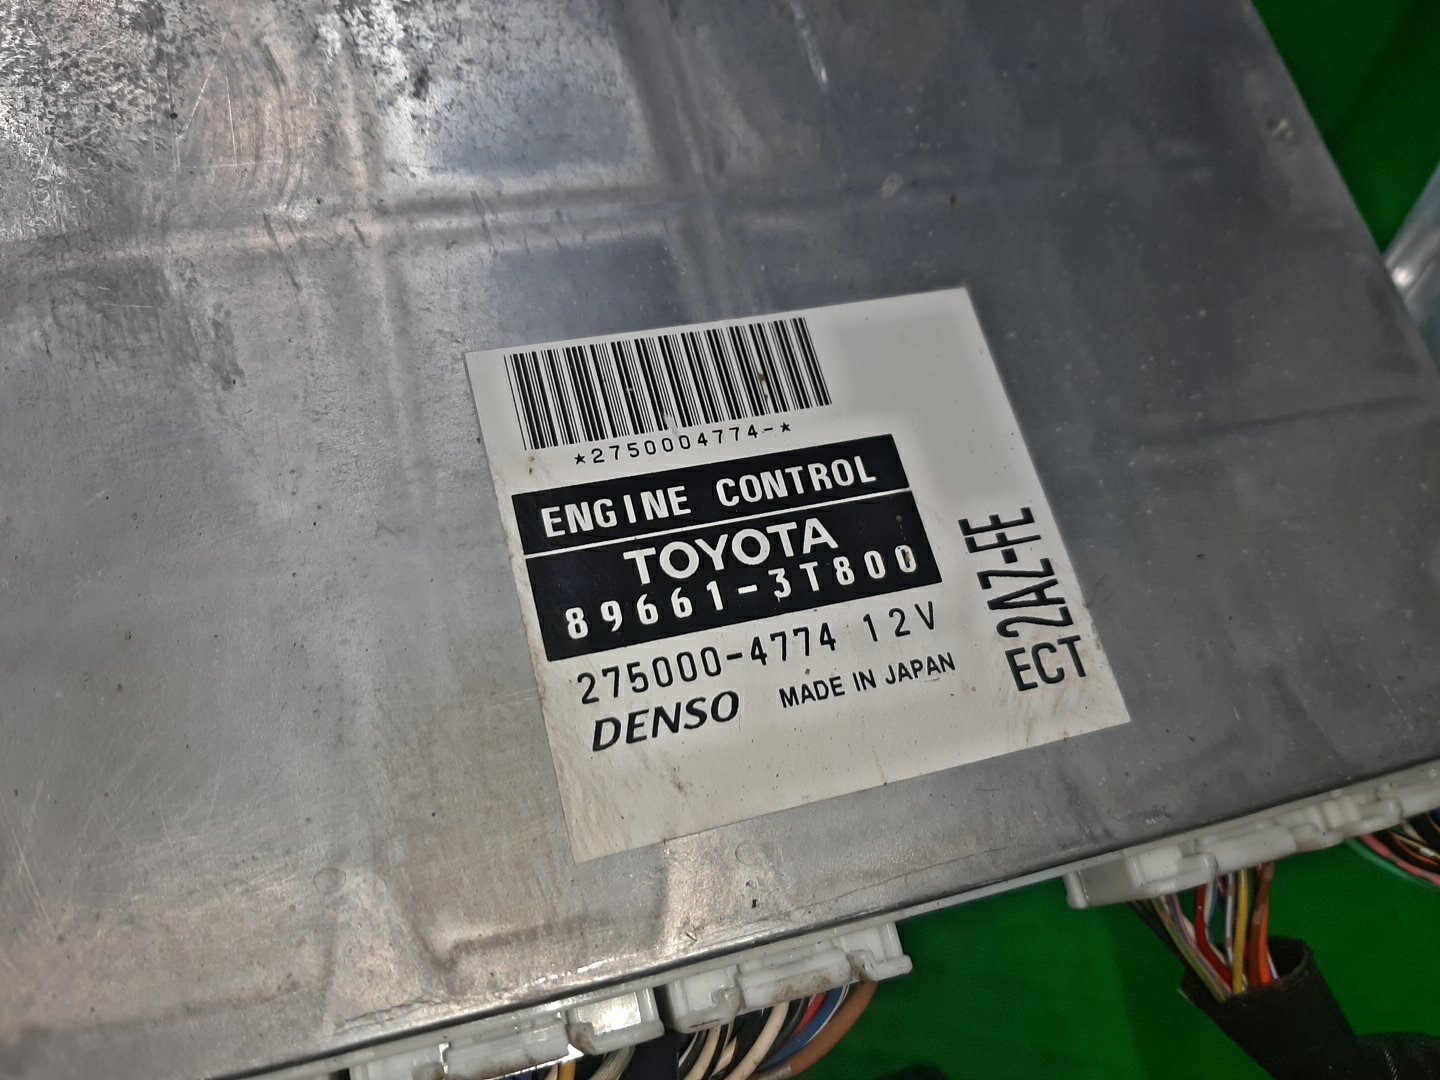 *2750004774-*
ENGINE CONTROL
TOYOTA
89661-3T800
275000-4774 12V
DENSO MADE IN JAPAN
2AZ-FE
ECT